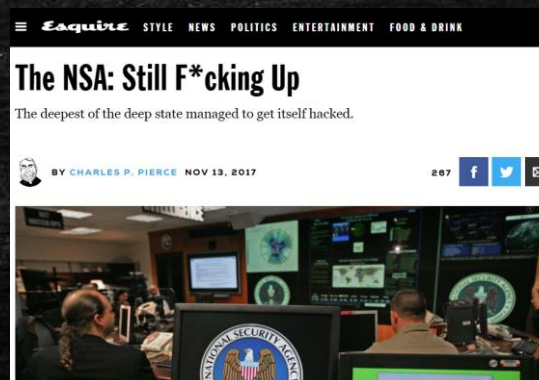 Esquire STYLE NEWS POLITICS ENTERTAINMENT FOOD & DRINK
The NSA: Still F*cking Up
The deepest of the deep state managed to get itself hacked.
BY CHARLES P. PIERCE NOV 13, 2017 267 f
NATIONAL SECURITY AGENCY